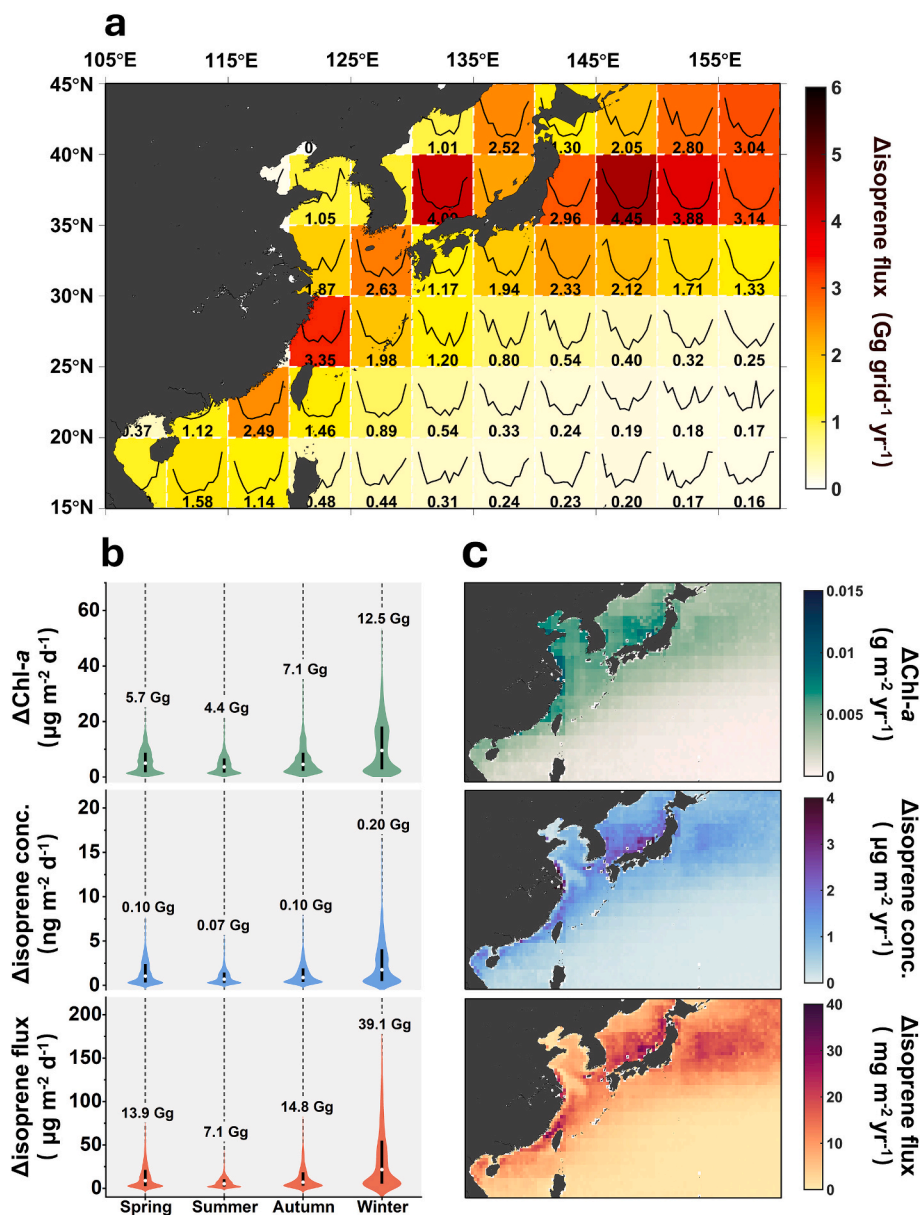 a
105°E 115°E 125°E 135°E 145°E 155°E
45°N
0 1.01 2.52 1.30 2.05 2.80 3.04
40°N
1.05 4.09 2.96 4.45 3.88 3.14
35°N
1.87 2.63 1.17 1.94 2.33 2.12 1.71 1.33
30°N
3.35 1.98 1.20 0.80 0.54 0.40 0.32 0.25
25°N
0.37 1.12 2.49 1.46 0.89 0.54 0.33 0.24 0.19 0.18 0.17
20°N
1.58 1.14 0.48 0.44 0.31 0.24 0.23 0.20 0.17 0.16
15°N
6
5
4
3
2
1
0
Δisoprene flux (Gg grid⁻¹ yr⁻¹)
b
ΔChl-a
(µg m⁻² d⁻¹)
60
40
20
0
5.7 Gg 4.4 Gg 7.1 Gg 12.5 Gg
Δisoprene conc.
(ng m⁻² d⁻¹)
20
15
10
5
0
0.10 Gg 0.07 Gg 0.10 Gg 0.20 Gg
Δisoprene flux
( µg m⁻² d⁻¹)
200
150
100
50
0
13.9 Gg 7.1 Gg 14.8 Gg 39.1 Gg
Spring Summer Autumn Winter
c
0.015
0.01
0.005
0
ΔChl-a
(g m⁻² yr⁻¹)
4
3
2
1
0
Δisoprene conc.
( µg m⁻² yr⁻¹)
40
30
20
10
0
Δisoprene flux
( mg m⁻²yr⁻¹)